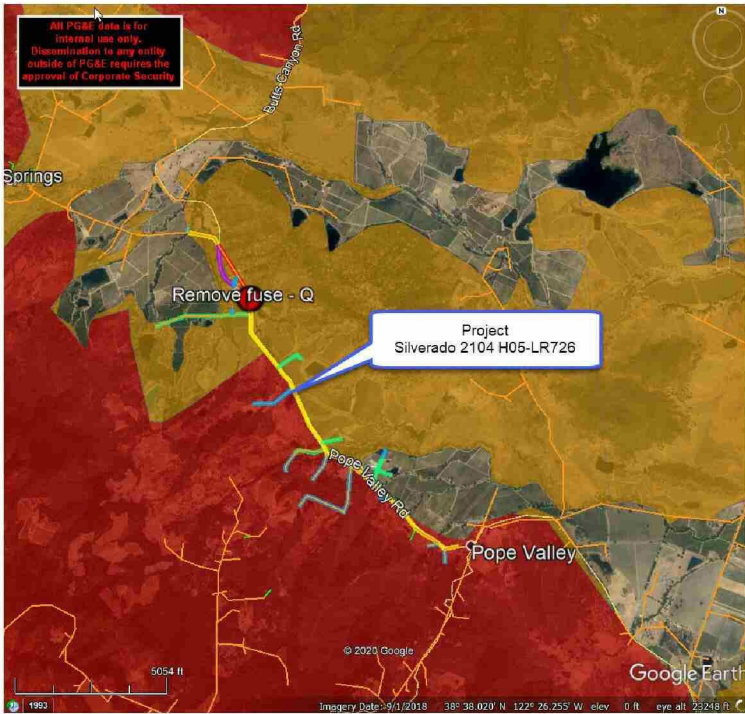 All PG&E data is for
internal use only.
Dissemination to any entity
outside of PG&E requires the
approval of Corporate Security
N
Butts Canyon Rd
Springs
Remove fuse - Q
Project
Silverado 2104 H05-LR726
Pope Valley Rd
Pope Valley
© 2020 Google
5054 ft
Google Earth
1993
Imagery Date: 9/1/2018 38° 38.020' N 122° 26.255' W elev 0 ft eye alt 23248 ft